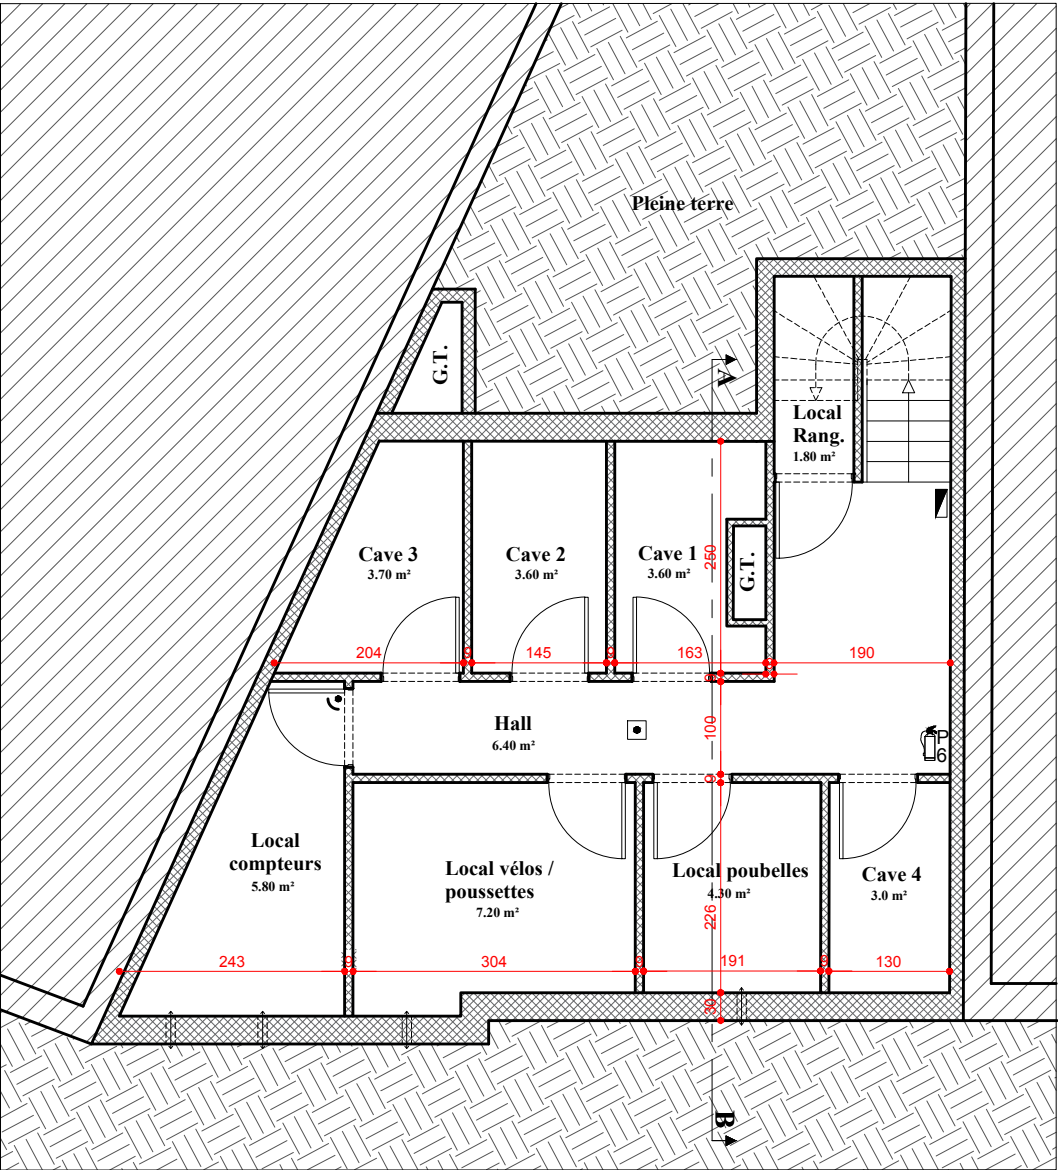 Pleine terre
G.T.
A
Local
Rang.
1.80 m²
Cave 3
3.70 m²
Cave 2
3.60 m²
Cave 1
3.60 m²
G.T.
250
204
9
145
9
163
190
9
Hall
6.40 m²
100
P
6
9
Local
compteurs
5.80 m²
Local vélos /
poussettes
7.20 m²
Local poubelles
4.30 m²
Cave 4
3.0 m²
226
243
9
304
9
191
9
130
30
B